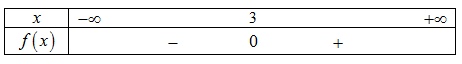 x −∞ 3 +∞
f(x) − 0 +